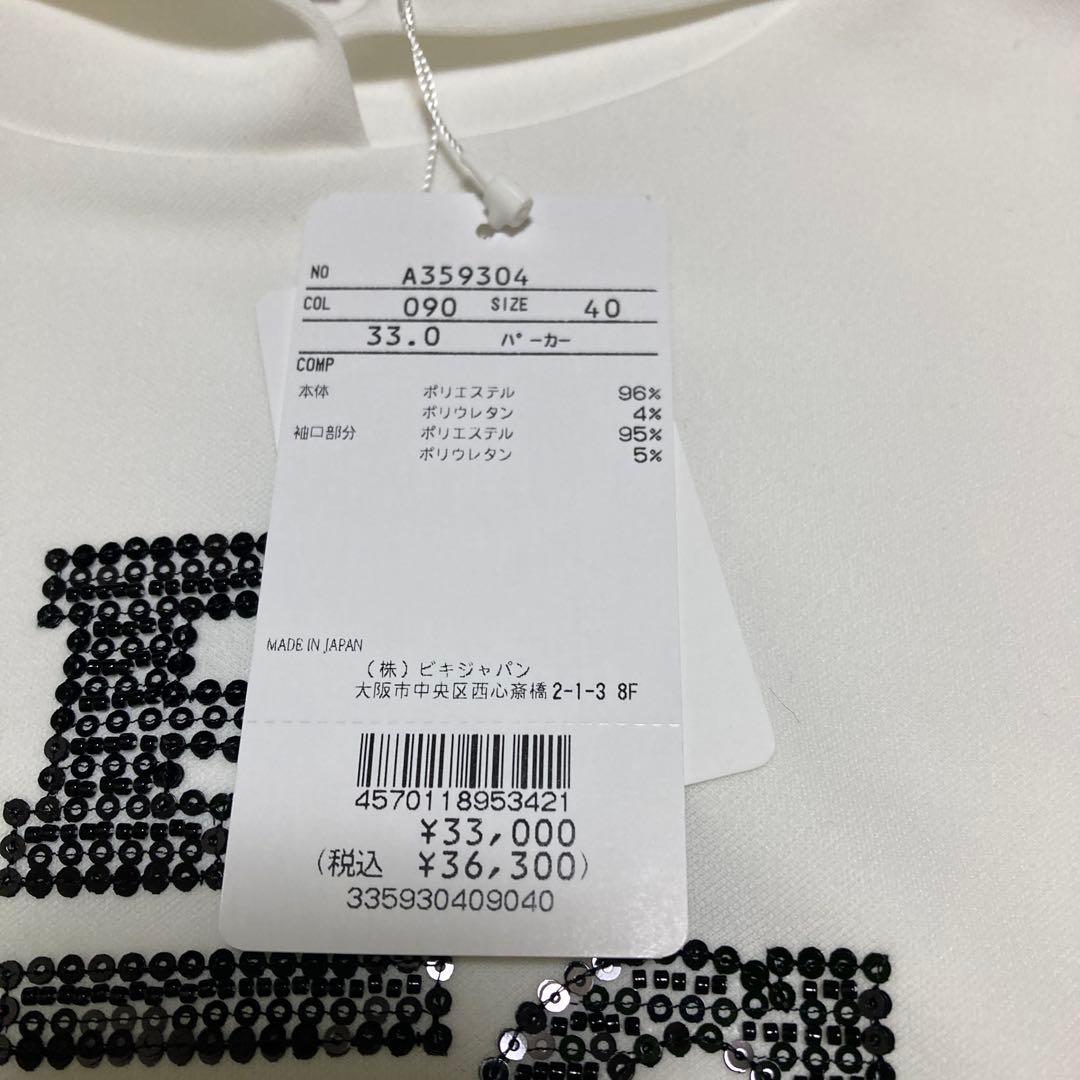 NO A359304
COL 090 SIZE 40
33.0 パーカー
COMP
本体 ポリエステル 96%
ポリウレタン 4%
袖口部分 ポリエステル 95%
ポリウレタン 5%
MADE IN JAPAN
(株)ビキジャパン
大阪市中央区西心斎橋2-1-3 8F
4570118953421
¥33,000
(税込 ¥36,300)
335930409040